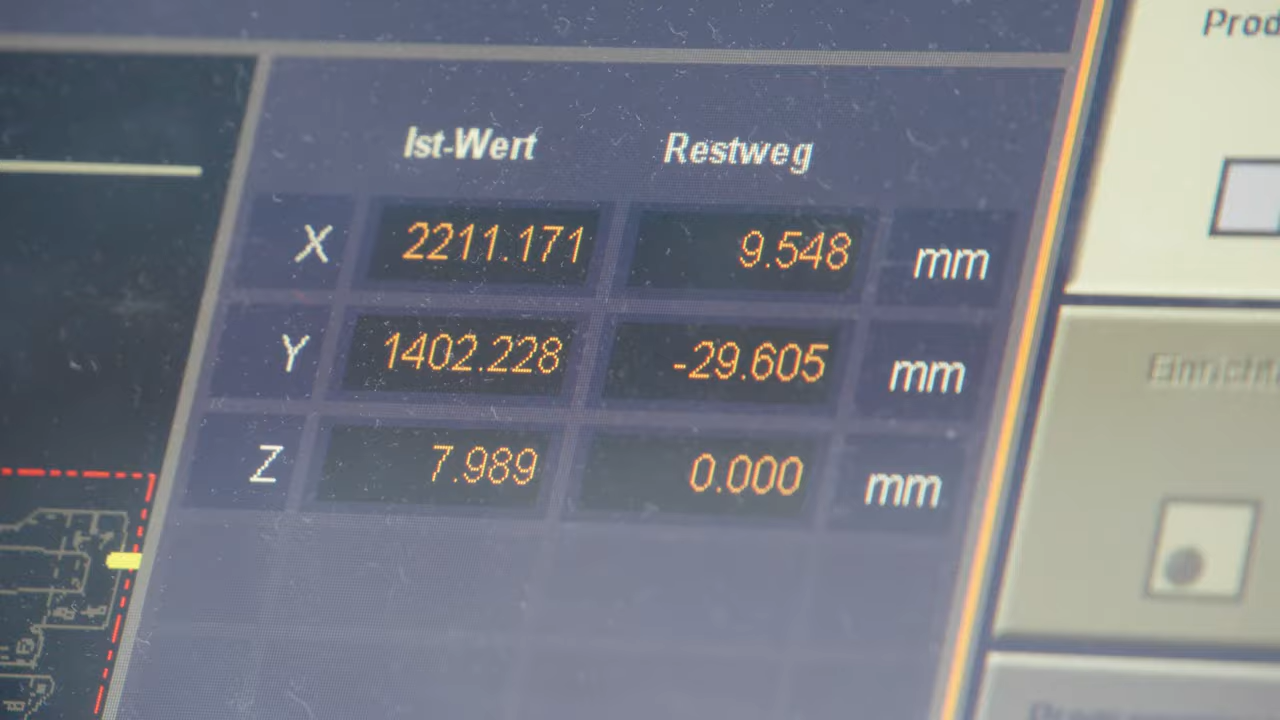 Ist-Wert Restweg
X 2211.171 9.548 mm
Y 1402.228 -29.605 mm
Z 7.989 0.000 mm